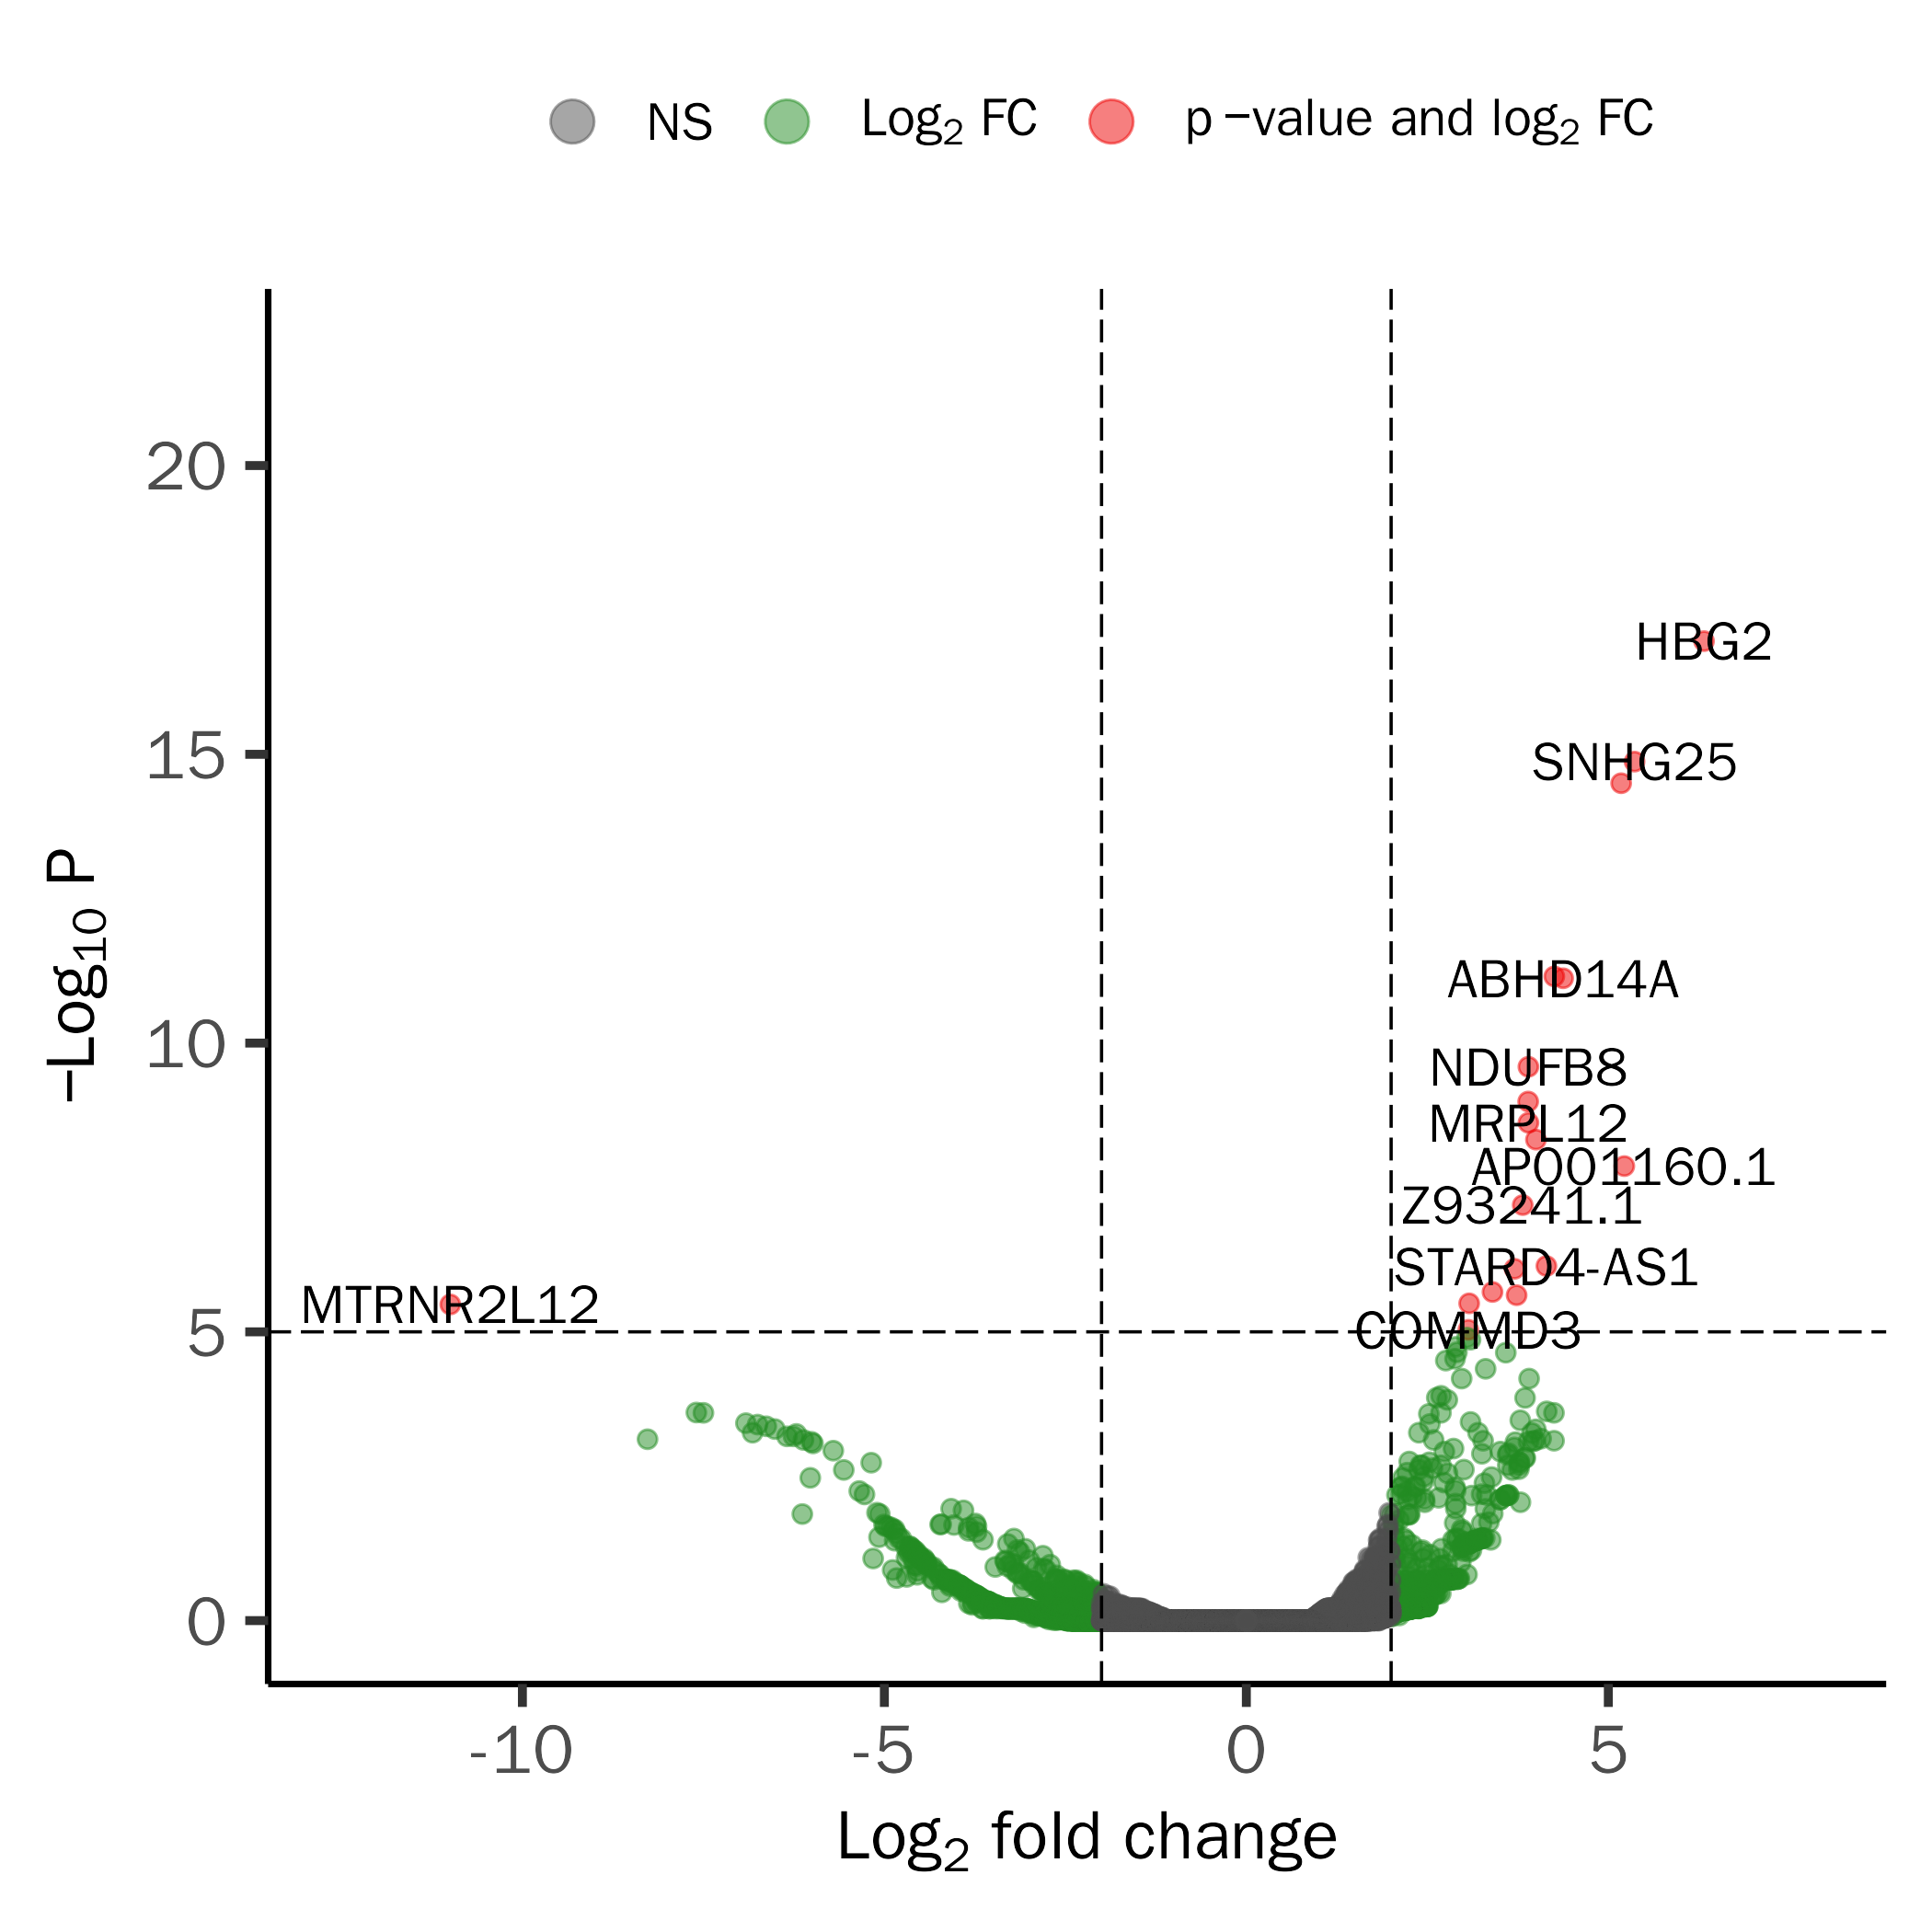 NS Log₂ FC p −value and log₂ FC
20
15
10
5
0
−Log₁₀ P
HBG2
SNHG25
ABHD14A
NDUFB8
MRPL12
AP001160.1
Z93241.1
STARD4-AS1
MTRNR2L12
COMMD3
-10 -5 0 5
Log₂ fold change